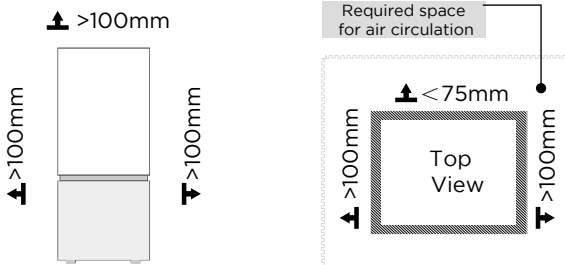 >100mm
>100mm
>100mm
Required space
for air circulation
<75mm
>100mm
Top
View
>100mm